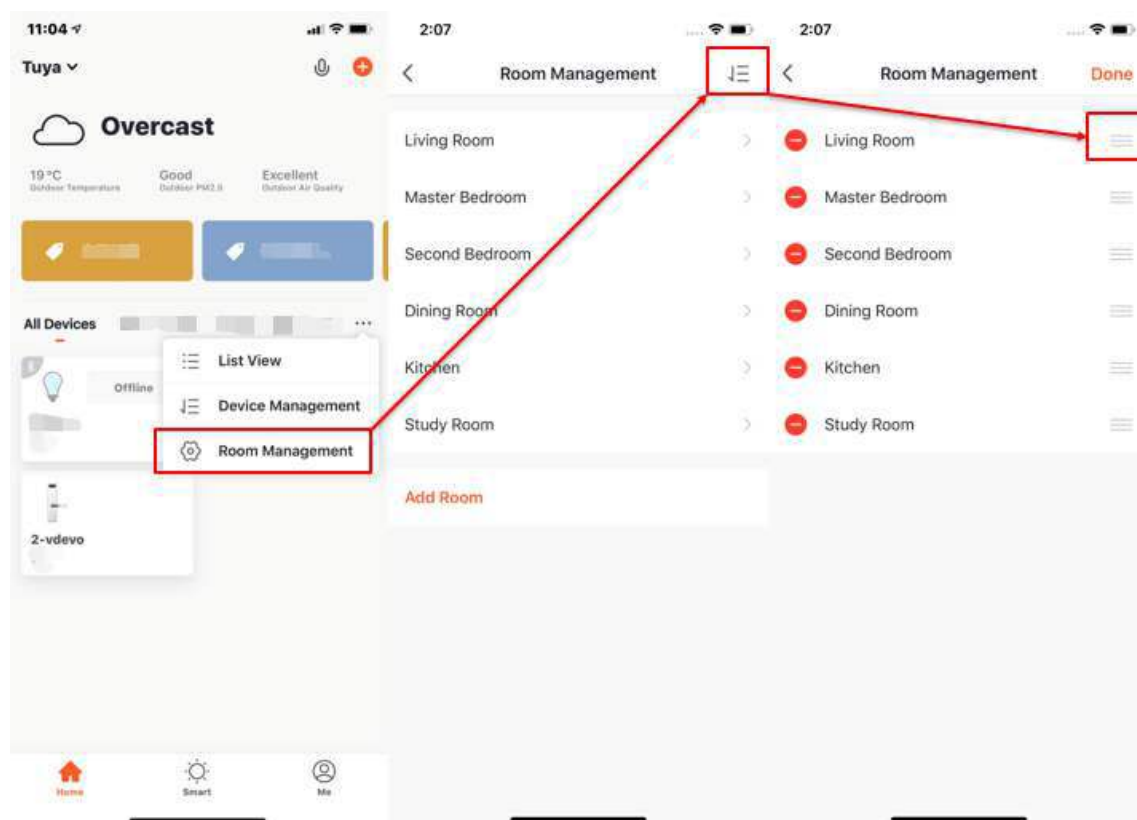 11:04
Tuya
Overcast
19°C
Good
Excellent
Outdoor Temperature
Outdoor PM2.5
Outdoor Air Quality
All Devices
...
Offline
List View
Device Management
Room Management
2-vdevo
Home
Smart
Me
2:07
Room Management
Living Room
Master Bedroom
Second Bedroom
Dining Room
Kitchen
Study Room
Add Room
2:07
Room Management
Done
Living Room
Master Bedroom
Second Bedroom
Dining Room
Kitchen
Study Room